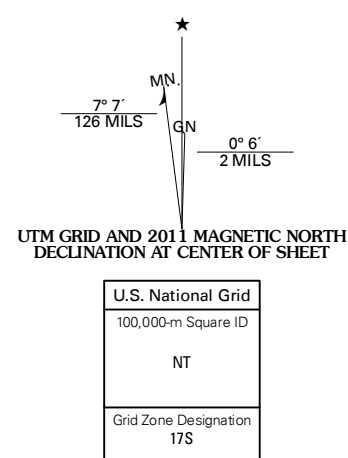 MN.
7° 7´
126 MILS
GN
0° 6´
2 MILS
UTM GRID AND 2011 MAGNETIC NORTH
DECLINATION AT CENTER OF SHEET
U.S. National Grid
100,000-m Square ID
NT
Grid Zone Designation
17S